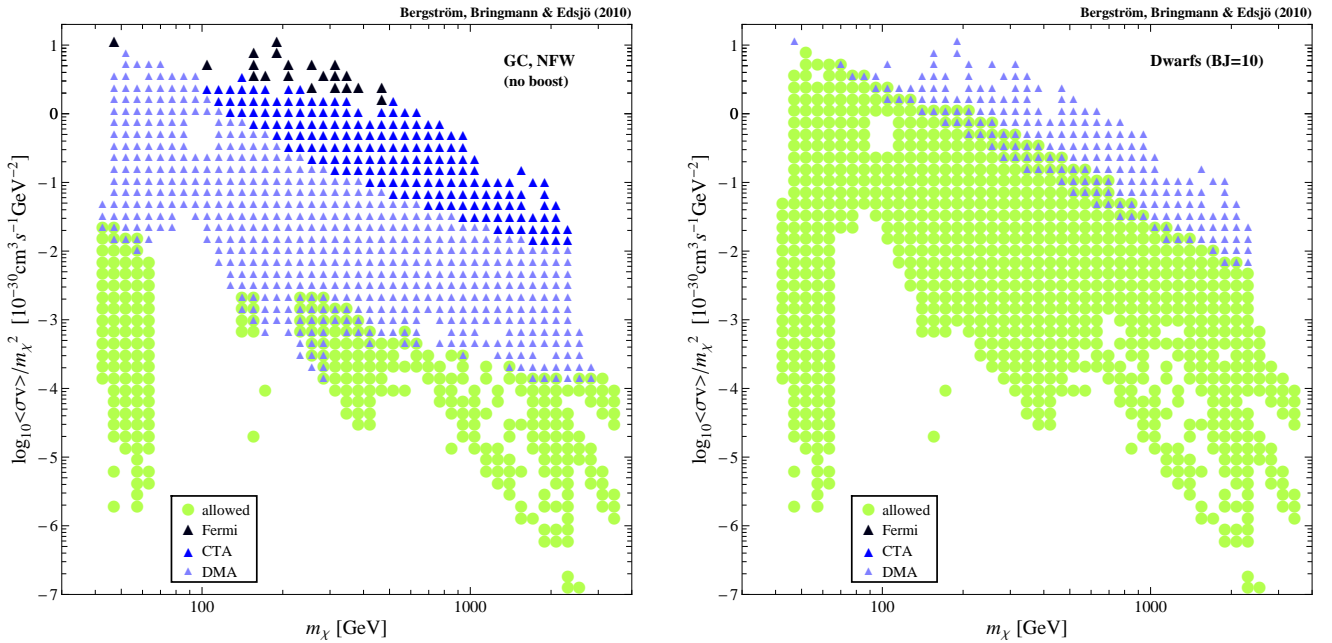 Bergström, Bringmann & Edsjö (2010)
GC, NFW
(no boost)
1
0
−1
−2
−3
−4
−5
−6
−7
log₁₀<σv>/mχ² [10⁻³⁰cm³s⁻¹GeV⁻²]
allowed
Fermi
CTA
DMA
100
1000
mχ [GeV]
Bergström, Bringmann & Edsjö (2010)
Dwarfs (BJ=10)
1
0
−1
−2
−3
−4
−5
−6
−7
log₁₀<σv>/mχ² [10⁻³⁰cm³s⁻¹GeV⁻²]
allowed
Fermi
CTA
DMA
100
1000
mχ [GeV]